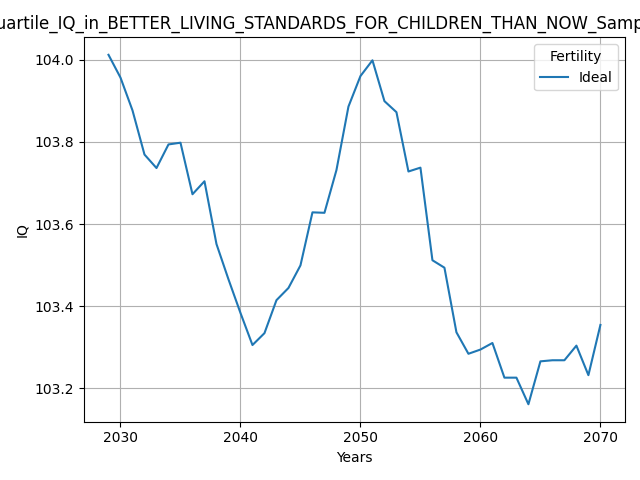 uartile_IQ_in_BETTER_LIVING_STANDARDS_FOR_CHILDREN_THAN_NOW_Samp
Fertility
Ideal
104.0
103.8
103.6
103.4
103.2
IQ
2030 2040 2050 2060 2070
Years